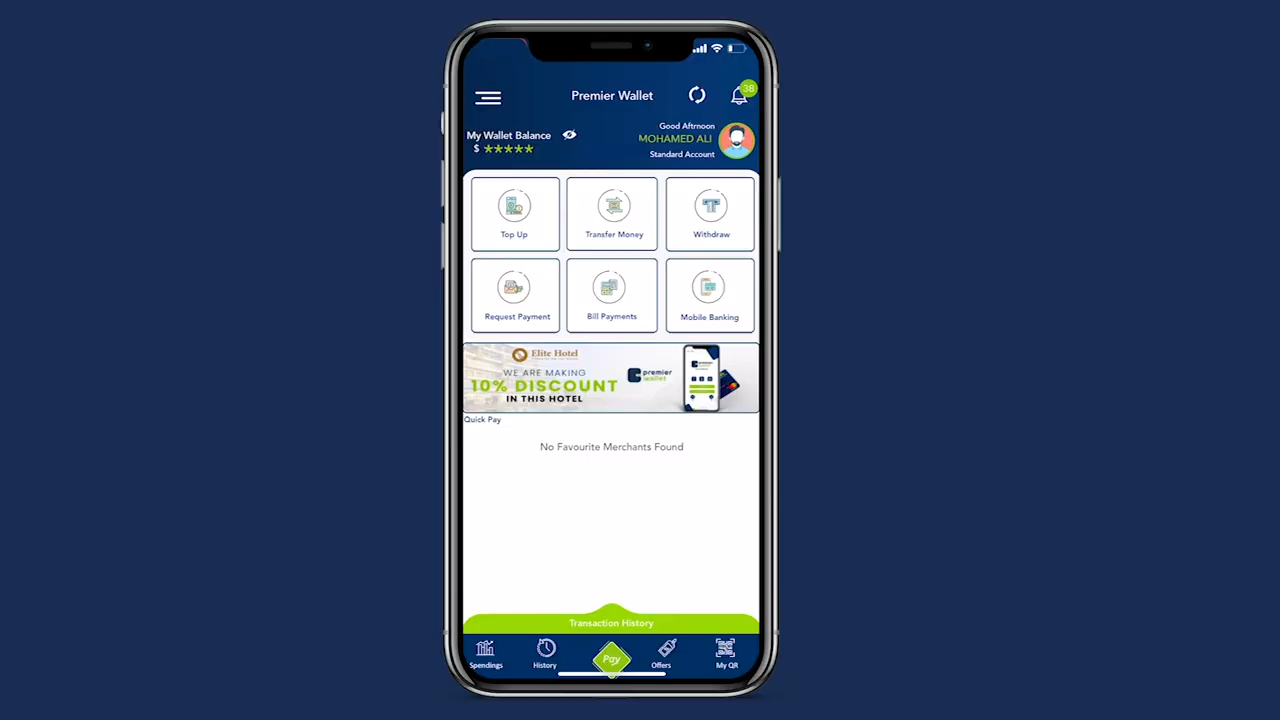 Premier Wallet
38
My Wallet Balance
$ *****
Good Aftrnoon
MOHAMED ALI
Standard Account
Top Up
Transfer Money
Withdraw
Request Payment
Bill Payments
Mobile Banking
Elite Hotel
WE ARE MAKING
10% DISCOUNT
IN THIS HOTEL
premier
wallet
Quick Pay
No Favourite Merchants Found
Transaction History
Spendings
History
Pay
Offers
My QR